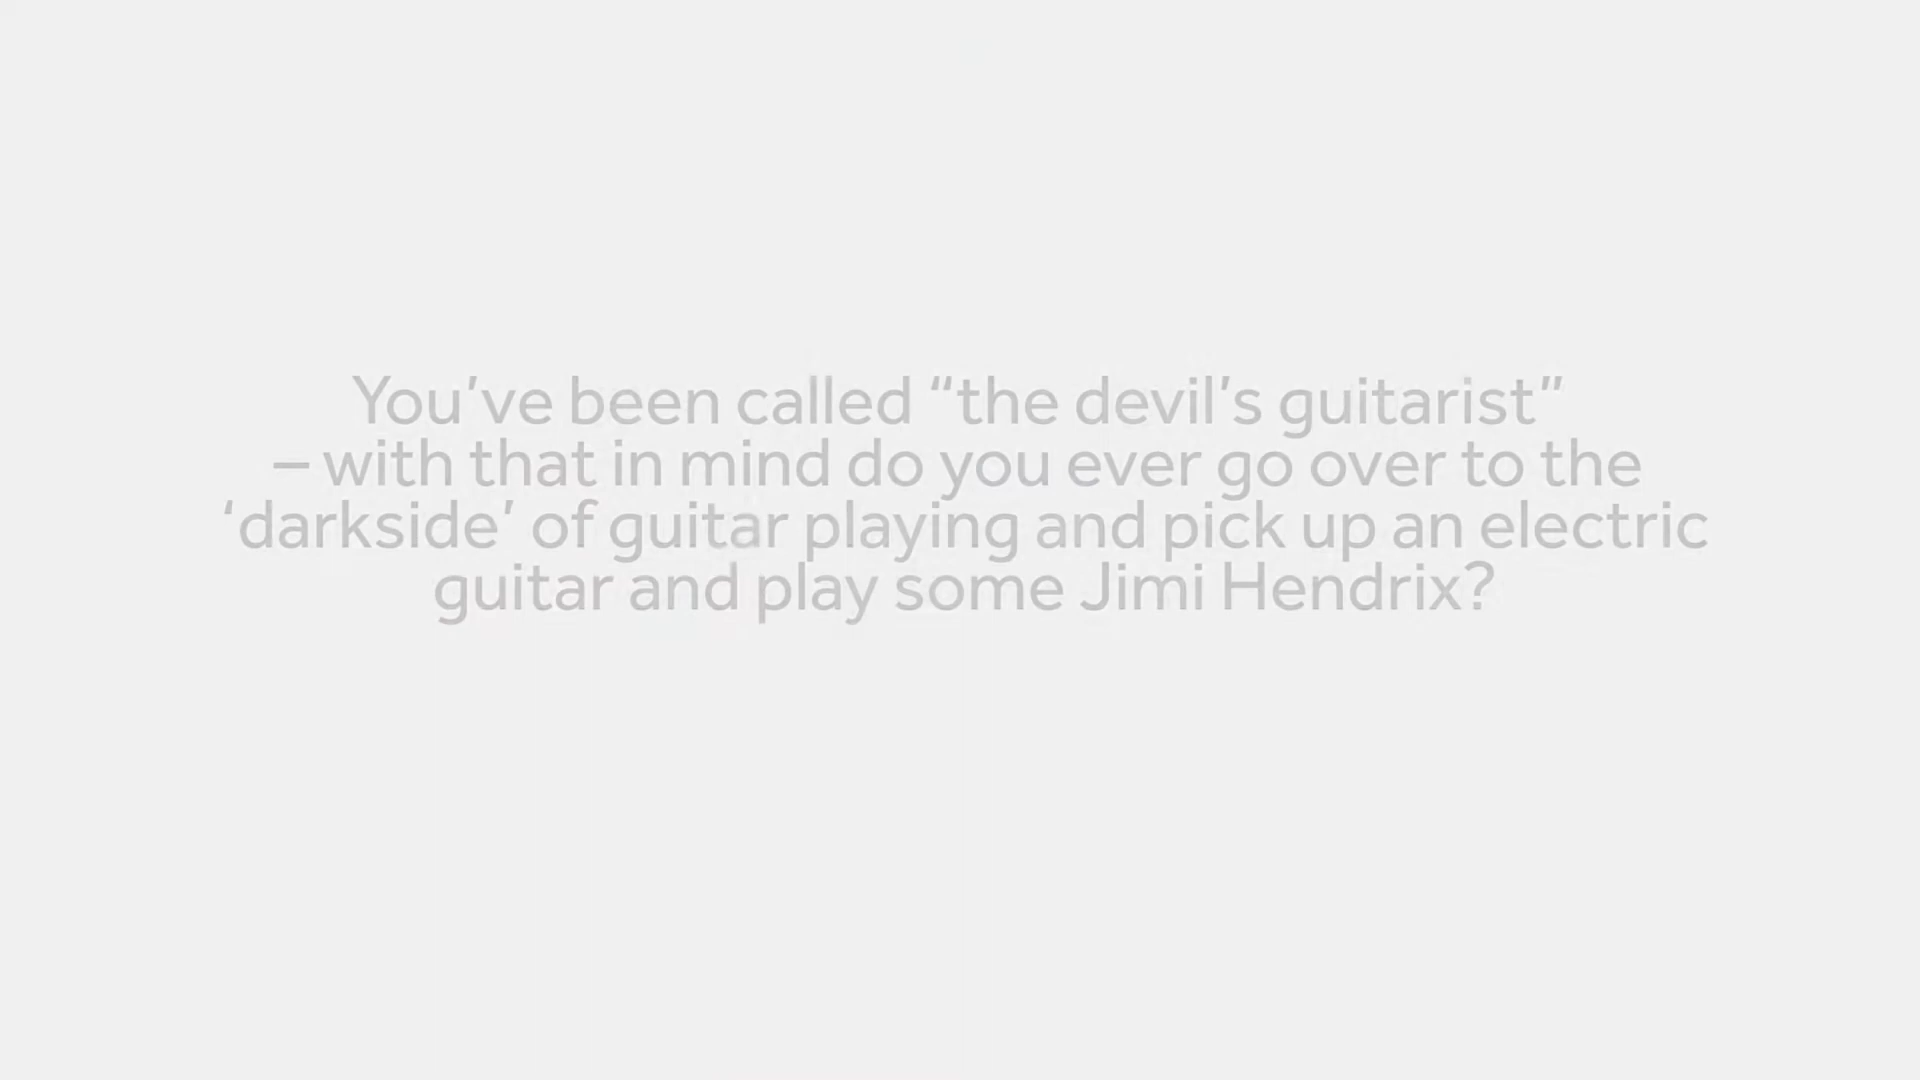 You’ve been called “the devil’s guitarist”
– with that in mind do you ever go over to the
‘darkside’ of guitar playing and pick up an electric
guitar and play some Jimi Hendrix?